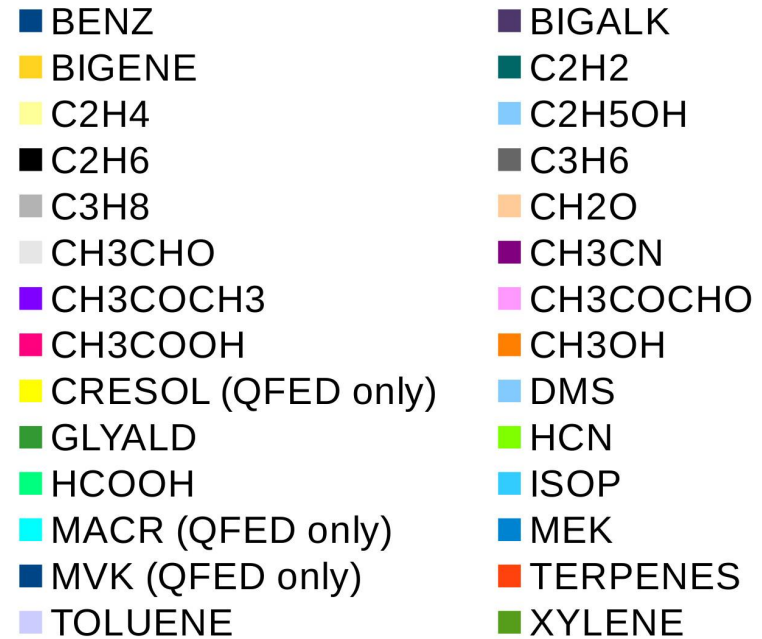 BENZ
BIGALK
BIGENE
C2H2
C2H4
C2H5OH
C2H6
C3H6
C3H8
CH2O
CH3CHO
CH3CN
CH3COCH3
CH3COCHO
CH3COOH
CH3OH
CRESOL (QFED only)
DMS
GLYALD
HCN
HCOOH
ISOP
MACR (QFED only)
MEK
MVK (QFED only)
TERPENES
TOLUENE
XYLENE